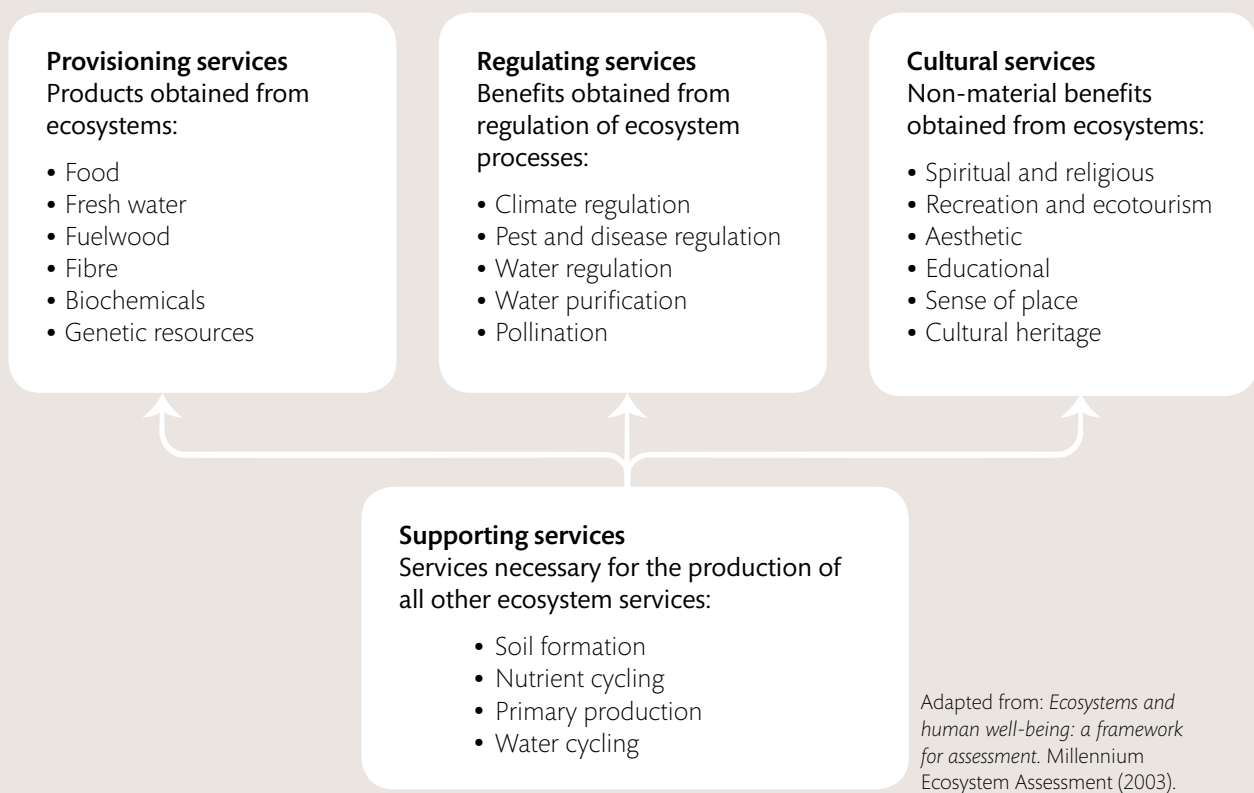 Provisioning services
Products obtained from
ecosystems:
• Food
• Fresh water
• Fuelwood
• Fibre
• Biochemicals
• Genetic resources
Regulating services
Benefits obtained from
regulation of ecosystem
processes:
• Climate regulation
• Pest and disease regulation
• Water regulation
• Water purification
• Pollination
Cultural services
Non-material benefits
obtained from ecosystems:
• Spiritual and religious
• Recreation and ecotourism
• Aesthetic
• Educational
• Sense of place
• Cultural heritage
Supporting services
Services necessary for the production of
all other ecosystem services:
• Soil formation
• Nutrient cycling
• Primary production
• Water cycling
Adapted from: Ecosystems and
human well-being: a framework
for assessment. Millennium
Ecosystem Assessment (2003).